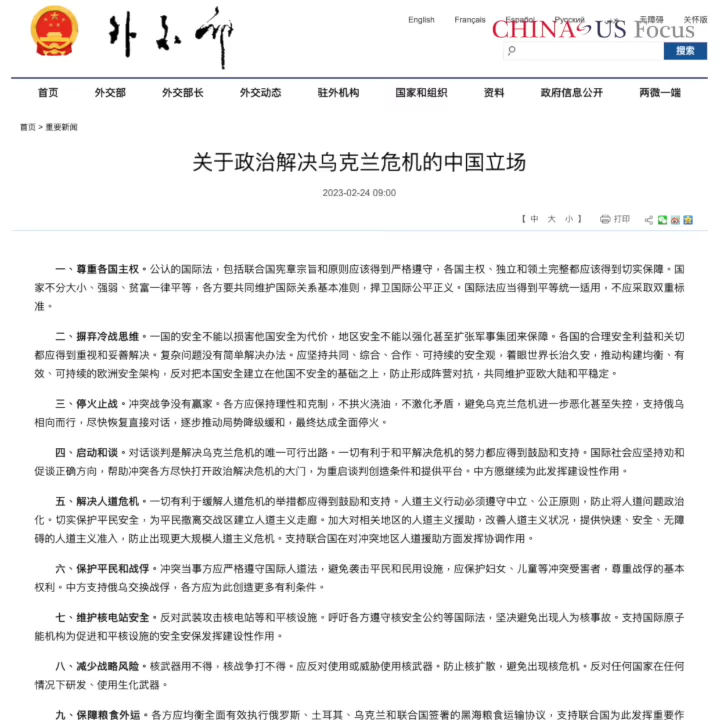 English Français Español Русский عربي 无障碍 关怀版
外交部
CHINA US Focus
搜索
首页 外交部 外交部长 外交动态 驻外机构 国家和组织 资料 政府信息公开 两微一端
首页 > 重要新闻
关于政治解决乌克兰危机的中国立场
2023-02-24 09:00
【 中 大 小 】 打印
一、尊重各国主权。公认的国际法，包括联合国宪章宗旨和原则应该得到严格遵守，各国主权、独立和领土完整都应该得到切实保障。国
家不分大小、强弱、贫富一律平等，各方要共同维护国际关系基本准则，捍卫国际公平正义。国际法应当得到平等统一适用，不应采取双重标
准。
二、摒弃冷战思维。一国的安全不能以损害他国安全为代价，地区安全不能以强化甚至扩张军事集团来保障。各国的合理安全利益和关切
都应得到重视和妥善解决。复杂问题没有简单解决办法。应坚持共同、综合、合作、可持续的安全观，着眼世界长治久安，推动构建均衡、有
效、可持续的欧洲安全架构，反对把本国安全建立在他国不安全的基础之上，防止形成阵营对抗，共同维护亚欧大陆和平稳定。
三、停火止战。冲突战争没有赢家。各方应保持理性和克制，不拱火浇油，不激化矛盾，避免乌克兰危机进一步恶化甚至失控，支持俄乌
相向而行，尽快恢复直接对话，逐步推动局势降级缓和，最终达成全面停火。
四、启动和谈。对话谈判是解决乌克兰危机的唯一可行出路。一切有利于和平解决危机的努力都应得到鼓励和支持。国际社会应坚持劝和
促谈正确方向，帮助冲突各方尽快打开政治解决危机的大门，为重启谈判创造条件和提供平台。中方愿继续为此发挥建设性作用。
五、解决人道危机。一切有利于缓解人道危机的举措都应得到鼓励和支持。人道主义行动必须遵守中立、公正原则，防止将人道问题政治
化。切实保护平民安全，为平民撤离交战区建立人道主义走廊。加大对相关地区的人道主义援助，改善人道主义状况，提供快速、安全、无障
碍的人道主义准入，防止出现更大规模人道主义危机。支持联合国在对冲突地区人道援助方面发挥协调作用。
六、保护平民和战俘。冲突当事方应严格遵守国际人道法，避免袭击平民和民用设施，应保护妇女、儿童等冲突受害者，尊重战俘的基本
权利。中方支持俄乌交换战俘，各方应为此创造更多有利条件。
七、维护核电站安全。反对武装攻击核电站等和平核设施。呼吁各方遵守核安全公约等国际法，坚决避免出现人为核事故。支持国际原子
能机构为促进和平核设施的安全安保发挥建设性作用。
八、减少战略风险。核武器用不得，核战争打不得。应反对使用或威胁使用核武器。防止核扩散，避免出现核危机。反对任何国家在任何
情况下研发、使用生化武器。
九、保障粮食外运。各方应均衡全面有效执行俄罗斯、土耳其、乌克兰和联合国签署的黑海粮食运输协议，支持联合国为此发挥重要作